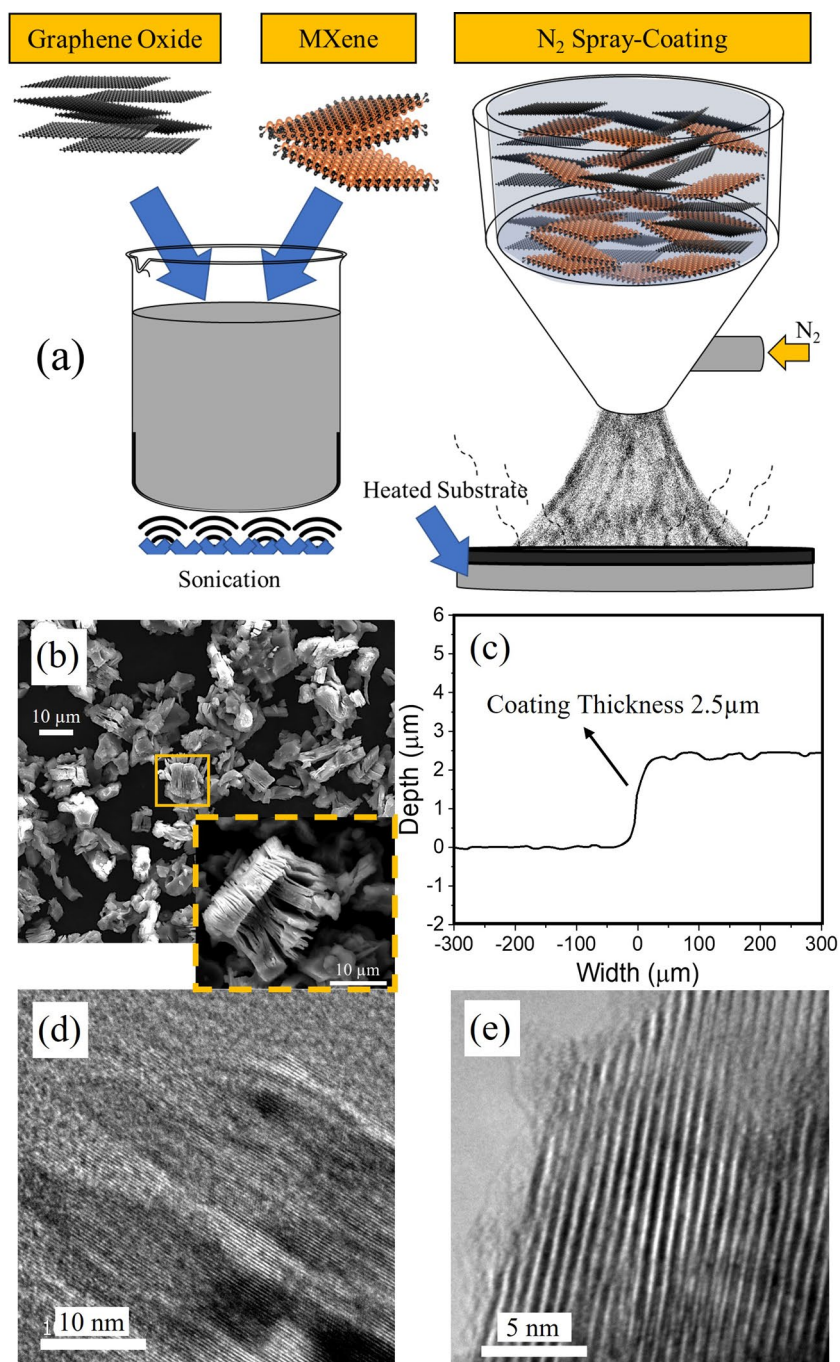 Graphene Oxide
MXene
N₂ Spray-Coating
(a)
N₂
Heated Substrate
Sonication
(b)
10 µm
10 µm
(c)
Coating Thickness 2.5µm
Depth (µm)
6
5
4
3
2
1
0
-1
-2
-300 -200 -100 0 100 200 300
Width (µm)
(d)
10 nm
(e)
5 nm